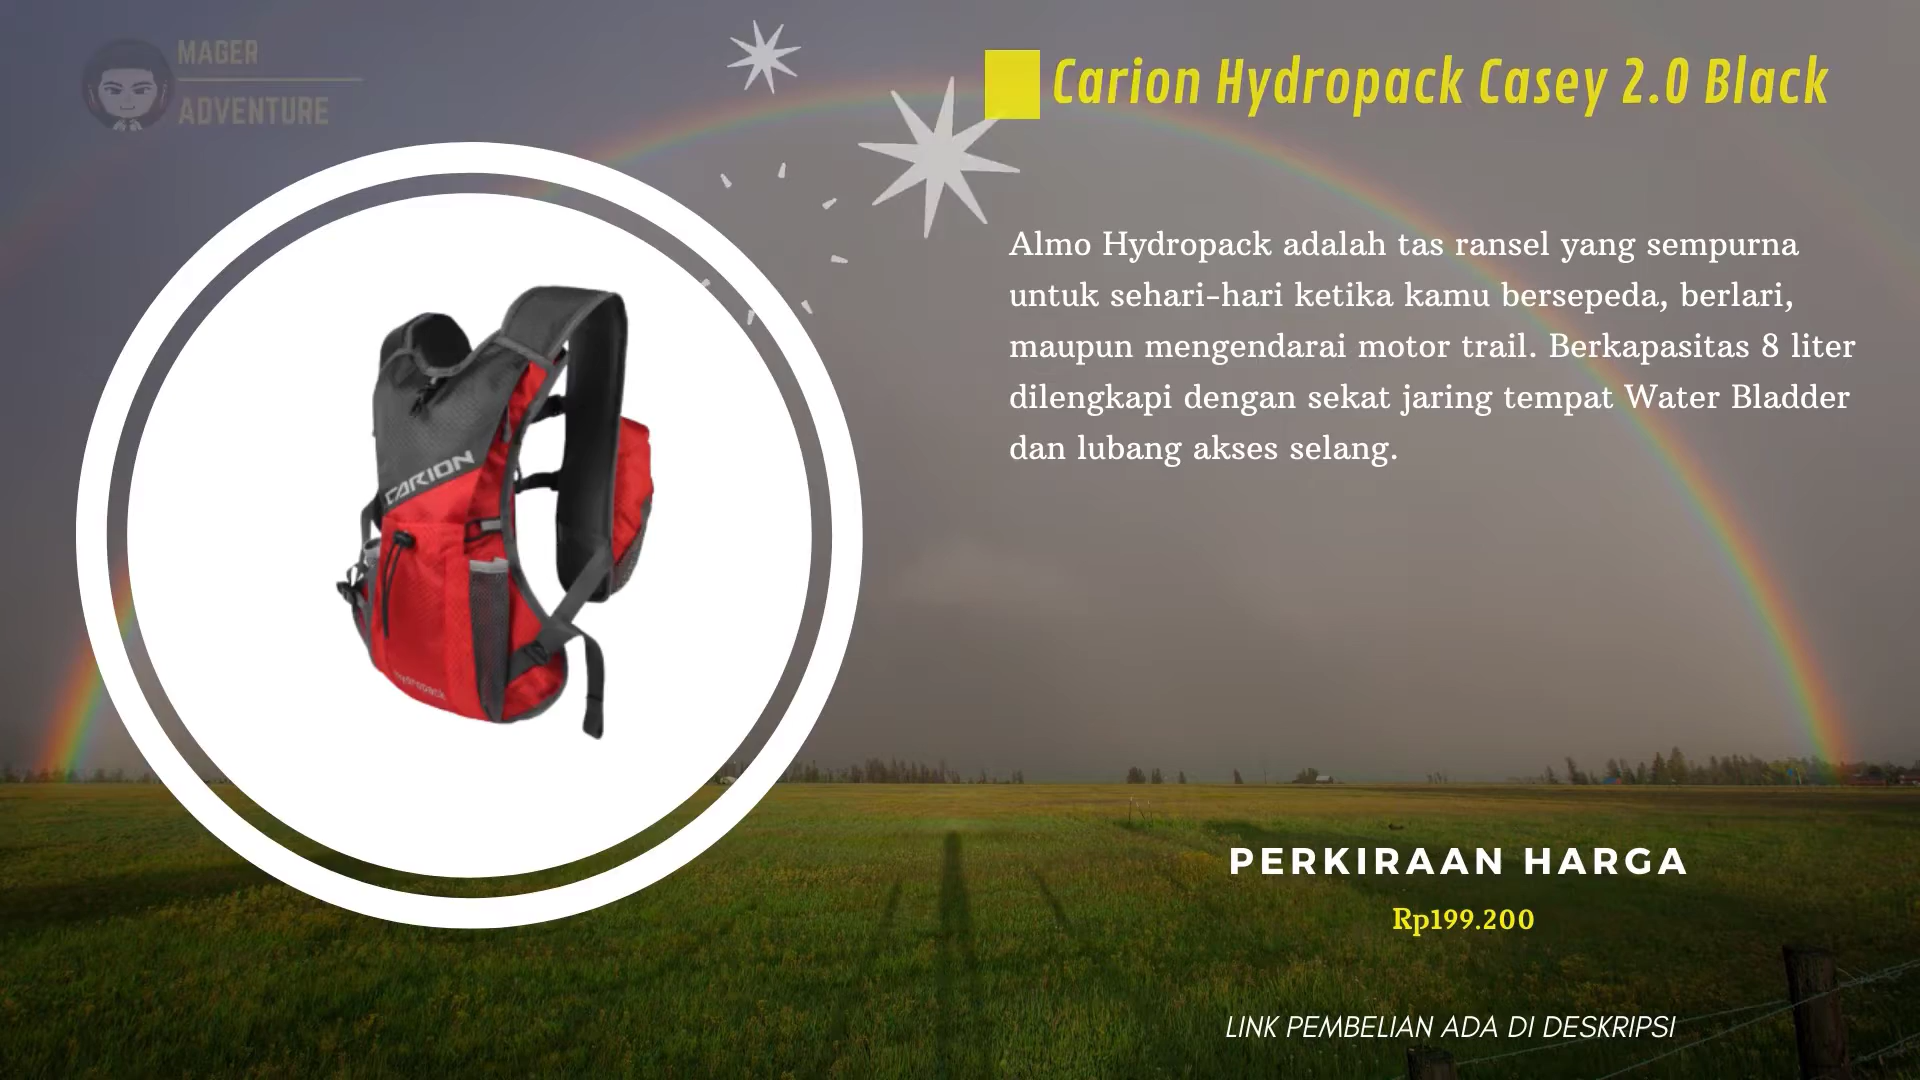 MAGER
ADVENTURE
Carion Hydropack Casey 2.0 Black
Almo Hydropack adalah tas ransel yang sempurna
untuk sehari-hari ketika kamu bersepeda, berlari,
maupun mengendarai motor trail. Berkapasitas 8 liter
dilengkapi dengan sekat jaring tempat Water Bladder
dan lubang akses selang.
CARION
hydropack
PERKIRAAN HARGA
Rp199.200
LINK PEMBELIAN ADA DI DESKRIPSI